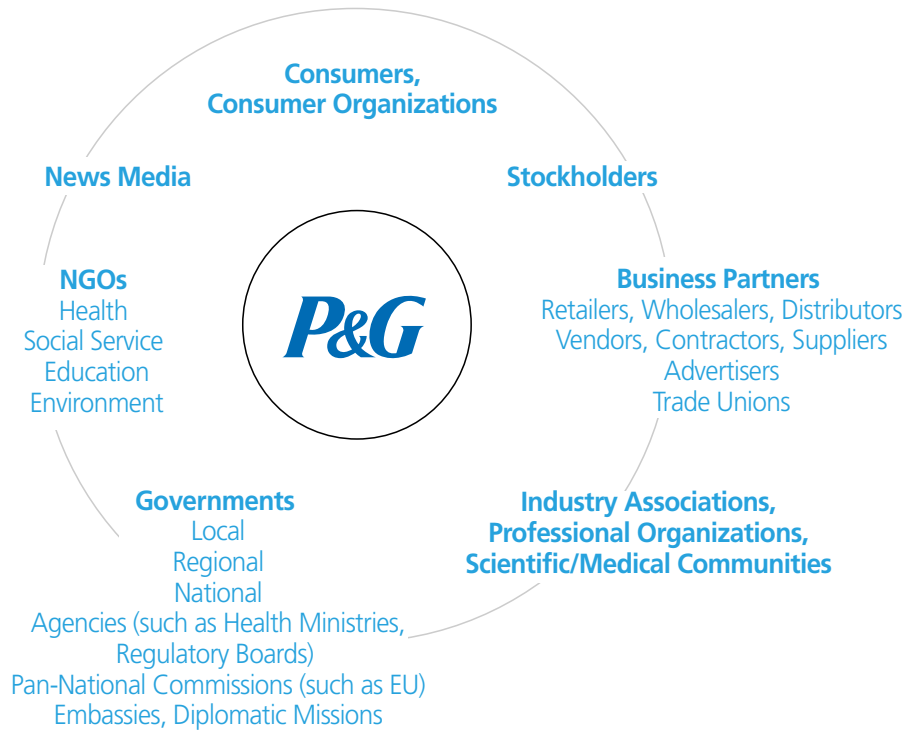 Consumers,
Consumer Organizations
News Media
Stockholders
NGOs
Health
Social Service
Education
Environment
P&G
Business Partners
Retailers, Wholesalers, Distributors
Vendors, Contractors, Suppliers
Advertisers
Trade Unions
Governments
Local
Regional
National
Agencies (such as Health Ministries,
Regulatory Boards)
Pan-National Commissions (such as EU)
Embassies, Diplomatic Missions
Industry Associations,
Professional Organizations,
Scientific/Medical Communities